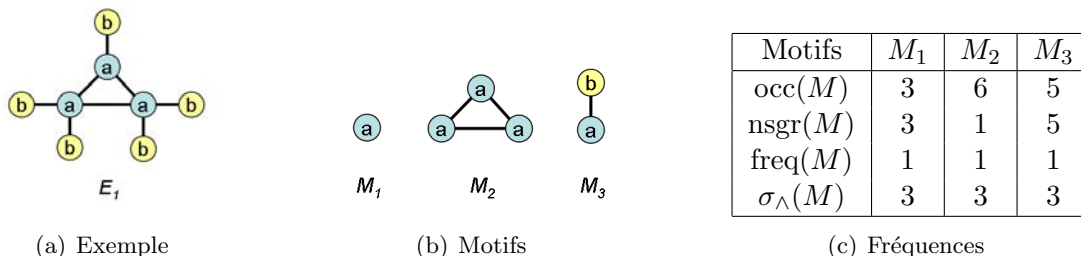 b
a
b a a b
b b
E1
(a) Exemple
a
a a a
b
a
M1 M2 M3
(b) Motifs
Motifs M1 M2 M3
occ(M) 3 6 5
nsgr(M) 3 1 5
freq(M) 1 1 1
σ∧(M) 3 3 3
(c) Fréquences